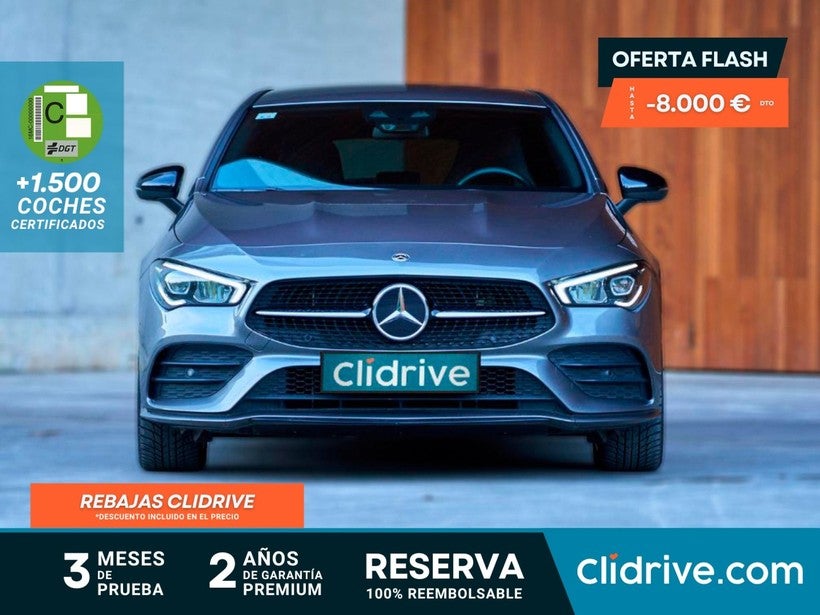 OFERTA FLASH
HASTA
-8.000 € DTO
C
DGT
+1.500
COCHES
CERTIFICADOS
Clidrive
REBAJAS CLIDRIVE
*DESCUENTO INCLUIDO EN EL PRECIO
3 MESES
DE
PRUEBA
2 AÑOS
DE GARANTÍA
PREMIUM
RESERVA
100% REEMBOLSABLE
Clidrive.com